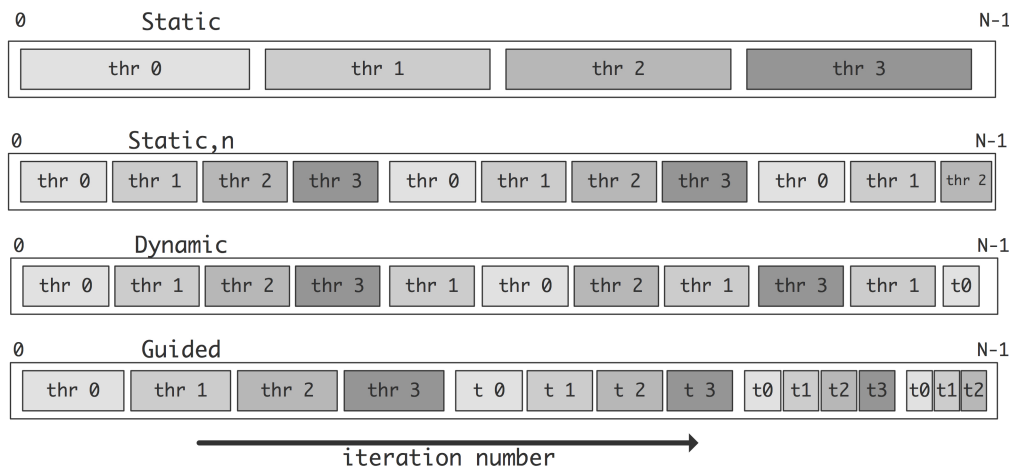 0 Static N-1
thr 0 thr 1 thr 2 thr 3
0 Static,n N-1
thr 0 thr 1 thr 2 thr 3 thr 0 thr 1 thr 2 thr 3 thr 0 thr 1 thr 2
0 Dynamic N-1
thr 0 thr 1 thr 2 thr 3 thr 1 thr 0 thr 2 thr 1 thr 3 thr 1 t0
0 Guided N-1
thr 0 thr 1 thr 2 thr 3 t 0 t 1 t 2 t 3 t0 t1 t2 t3 t0 t1 t2
iteration number